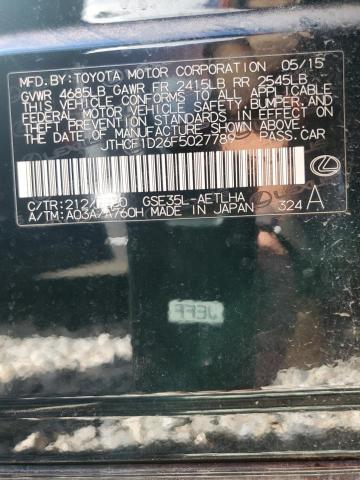 MFD.BY:TOYOTA MOTOR CORPORATION 05/15
GVWR 4685LB GAWR FR 2415LB RR 2545LB
THIS VEHICLE CONFORMS TO ALL APPLICABLE
FEDERAL MOTOR VEHICLE SAFETY, BUMPER, AND
THEFT PREVENTION STANDARDS IN EFFECT ON
THE DATE OF MANUFACTURE SHOWN ABOVE.
JTHCF1D26F5027789 PASS.CAR
C/TR:212/ GSE35L-AETLHA
A/TM:A03A/A760H MADE IN JAPAN 324 A